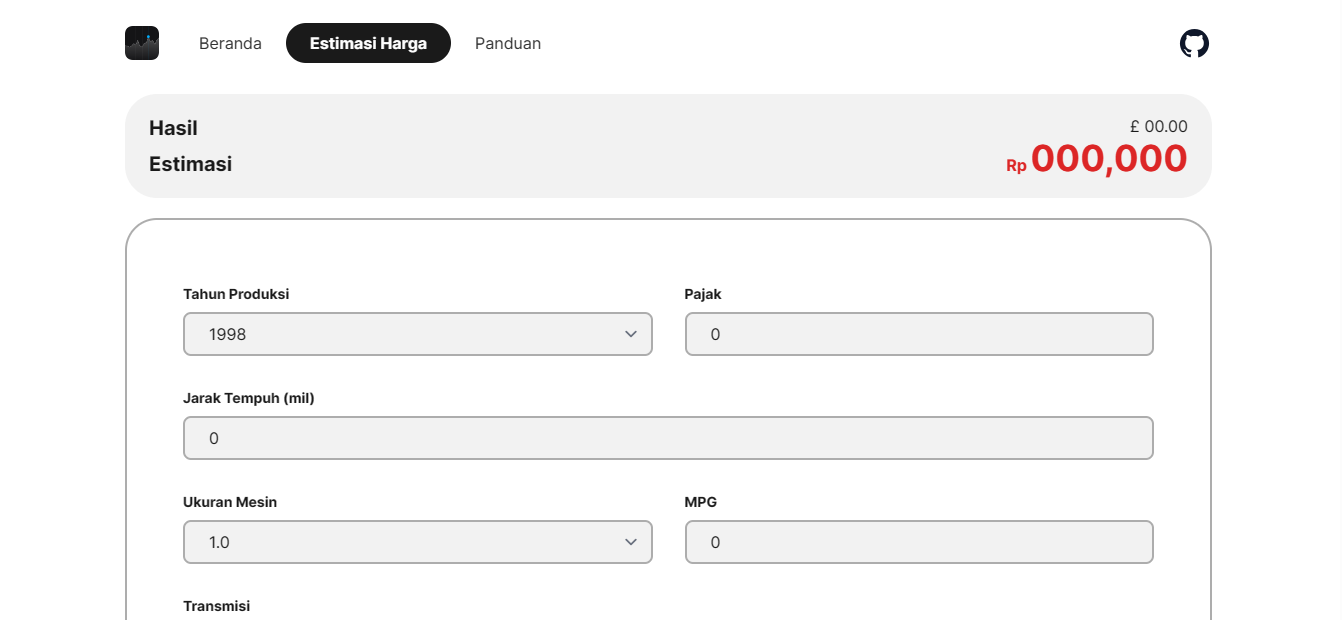 Beranda Estimasi Harga Panduan
Hasil
Estimasi
£ 00.00
Rp 000,000
Tahun Produksi
1998
Pajak
0
Jarak Tempuh (mil)
0
Ukuran Mesin
1.0
MPG
0
Transmisi